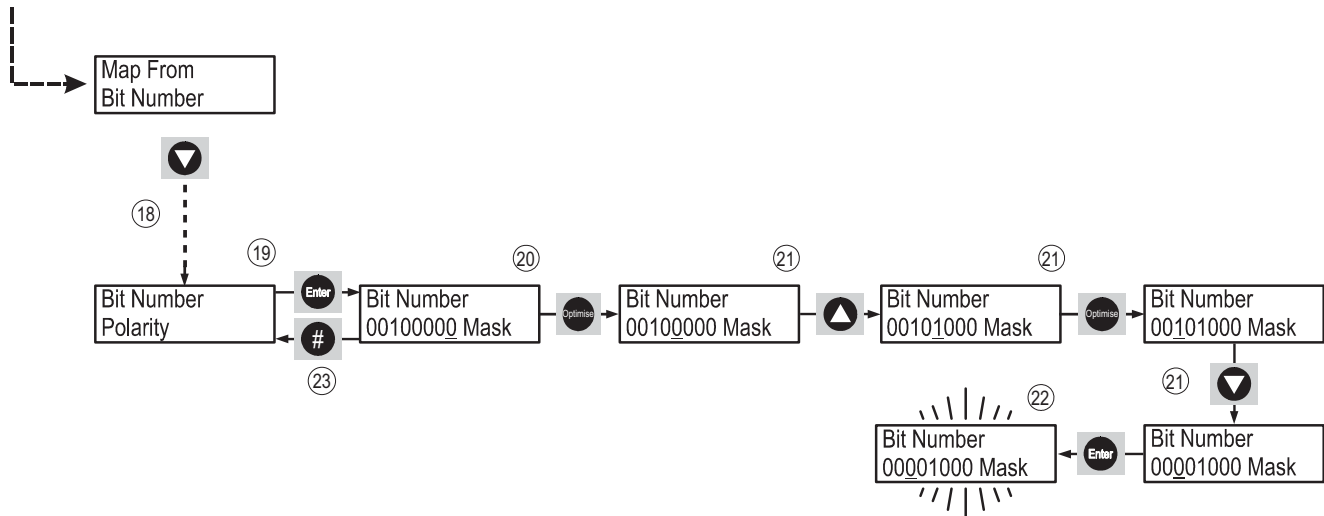 Map From
Bit Number
18
19
20
21
21
Bit Number
Polarity
Enter
#
23
Bit Number
00100000 Mask
Optimise
Bit Number
00100000 Mask
Bit Number
00101000 Mask
Optimise
Bit Number
00101000 Mask
21
22
Bit Number
00001000 Mask
Enter
Bit Number
00001000 Mask